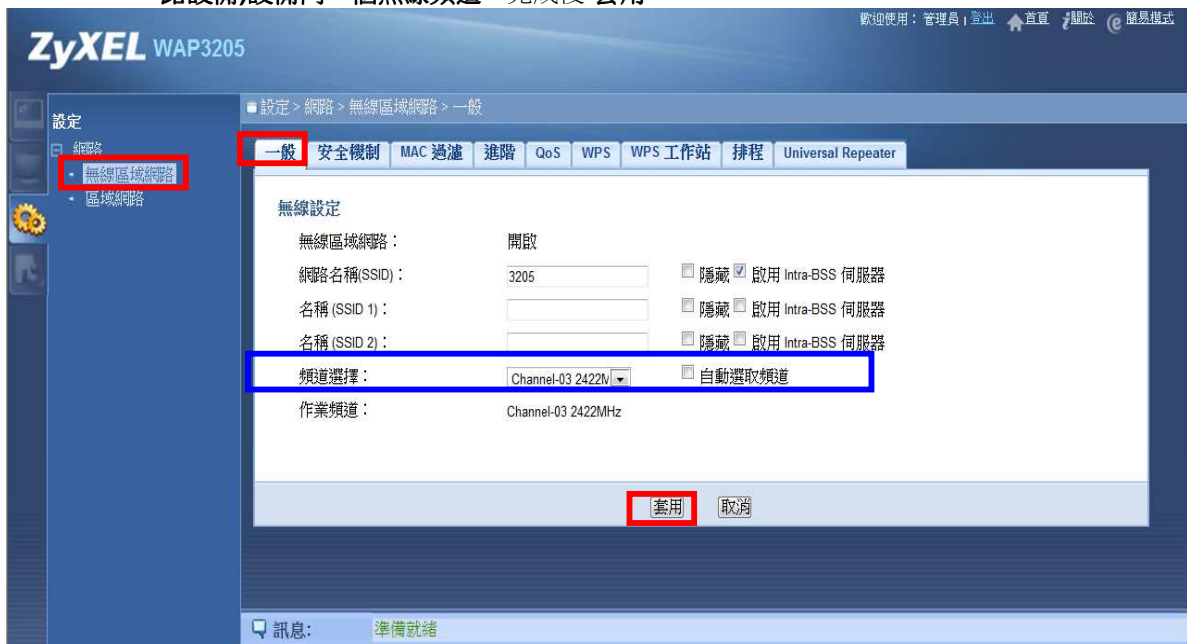 歡迎使用：管理員 | 登出 首頁 關於 簡易模式
ZyXEL WAP3205
設定 > 網路 > 無線區域網路 > 一般
設定
網路
無線區域網路
區域網路
一般 安全機制 MAC 過濾 進階 QoS WPS WPS 工作站 排程 Universal Repeater
無線設定
無線區域網路： 開啟
網路名稱(SSID)： 3205 隱藏 啟用 Intra-BSS 伺服器
名稱 (SSID 1)： 隱藏 啟用 Intra-BSS 伺服器
名稱 (SSID 2)： 隱藏 啟用 Intra-BSS 伺服器
頻道選擇： Channel-03 2422M 自動選取頻道
作業頻道： Channel-03 2422MHz
套用 取消
訊息: 準備就緒